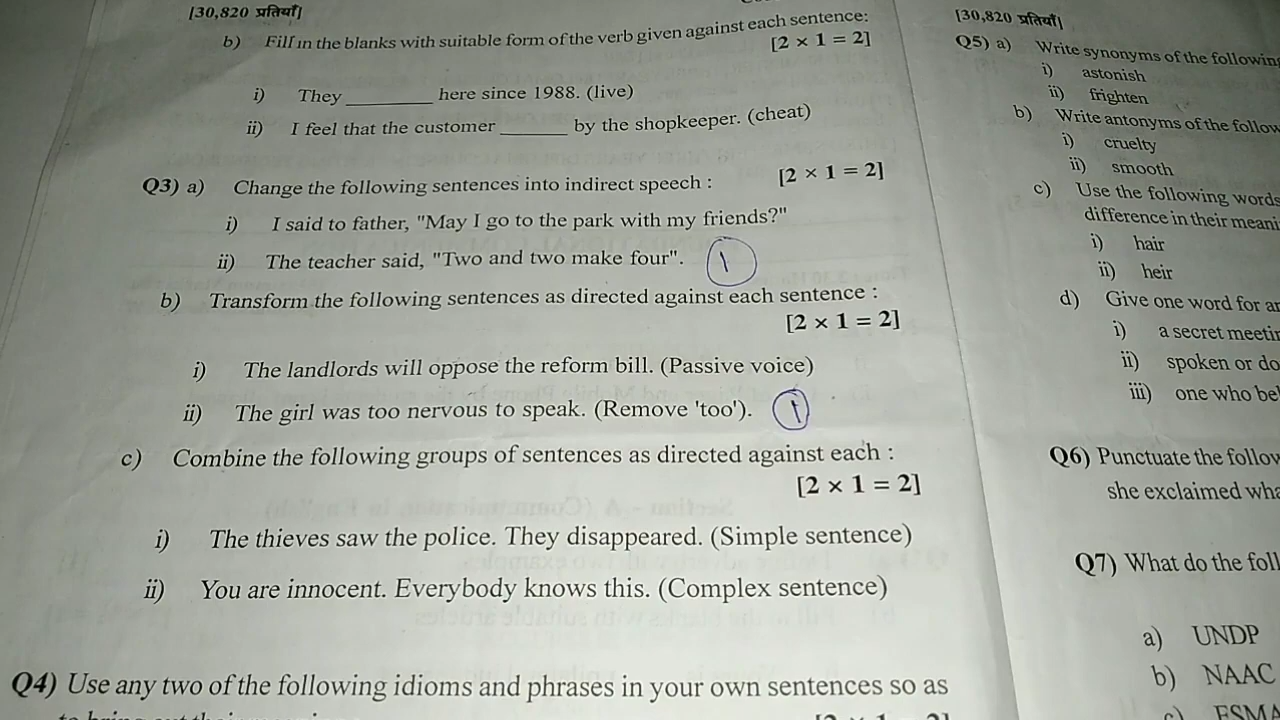 [30,820 प्रतियाँ]
b) Fill in the blanks with suitable form of the verb given against each sentence:
[2 × 1 = 2]
i) They ________ here since 1988. (live)
ii) I feel that the customer ______ by the shopkeeper. (cheat)
Q3) a) Change the following sentences into indirect speech : [2 × 1 = 2]
i) I said to father, "May I go to the park with my friends?"
ii) The teacher said, "Two and two make four". 1
b) Transform the following sentences as directed against each sentence :
[2 × 1 = 2]
i) The landlords will oppose the reform bill. (Passive voice)
ii) The girl was too nervous to speak. (Remove 'too'). 1
c) Combine the following groups of sentences as directed against each :
[2 × 1 = 2]
i) The thieves saw the police. They disappeared. (Simple sentence)
ii) You are innocent. Everybody knows this. (Complex sentence)
Q4) Use any two of the following idioms and phrases in your own sentences so as
[30,820 प्रतियाँ]
Q5) a) Write synonyms of the following
i) astonish
ii) frighten
b) Write antonyms of the follow
i) cruelty
ii) smooth
c) Use the following words
difference in their meani
i) hair
ii) heir
d) Give one word for
i) a secret meetin
ii) spoken or do
iii) one who be
Q6) Punctuate the follow
she exclaimed wha
Q7) What do the foll
a) UNDP
b) NAAC
c) ESMA